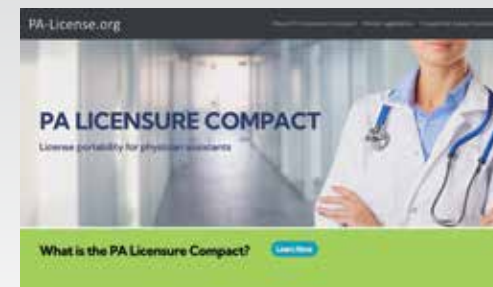 PA-License.org
PA LICENSURE COMPACT
License portability for physician assistants
What is the PA Licensure Compact?
Learn More